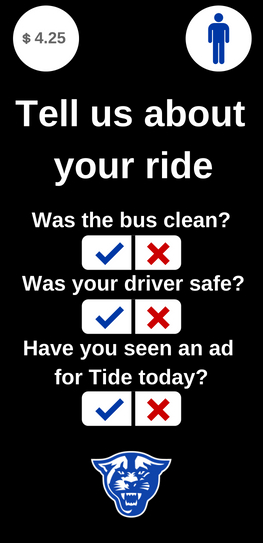 $ 4.25
Tell us about
your ride
Was the bus clean?
Was your driver safe?
Have you seen an ad
for Tide today?